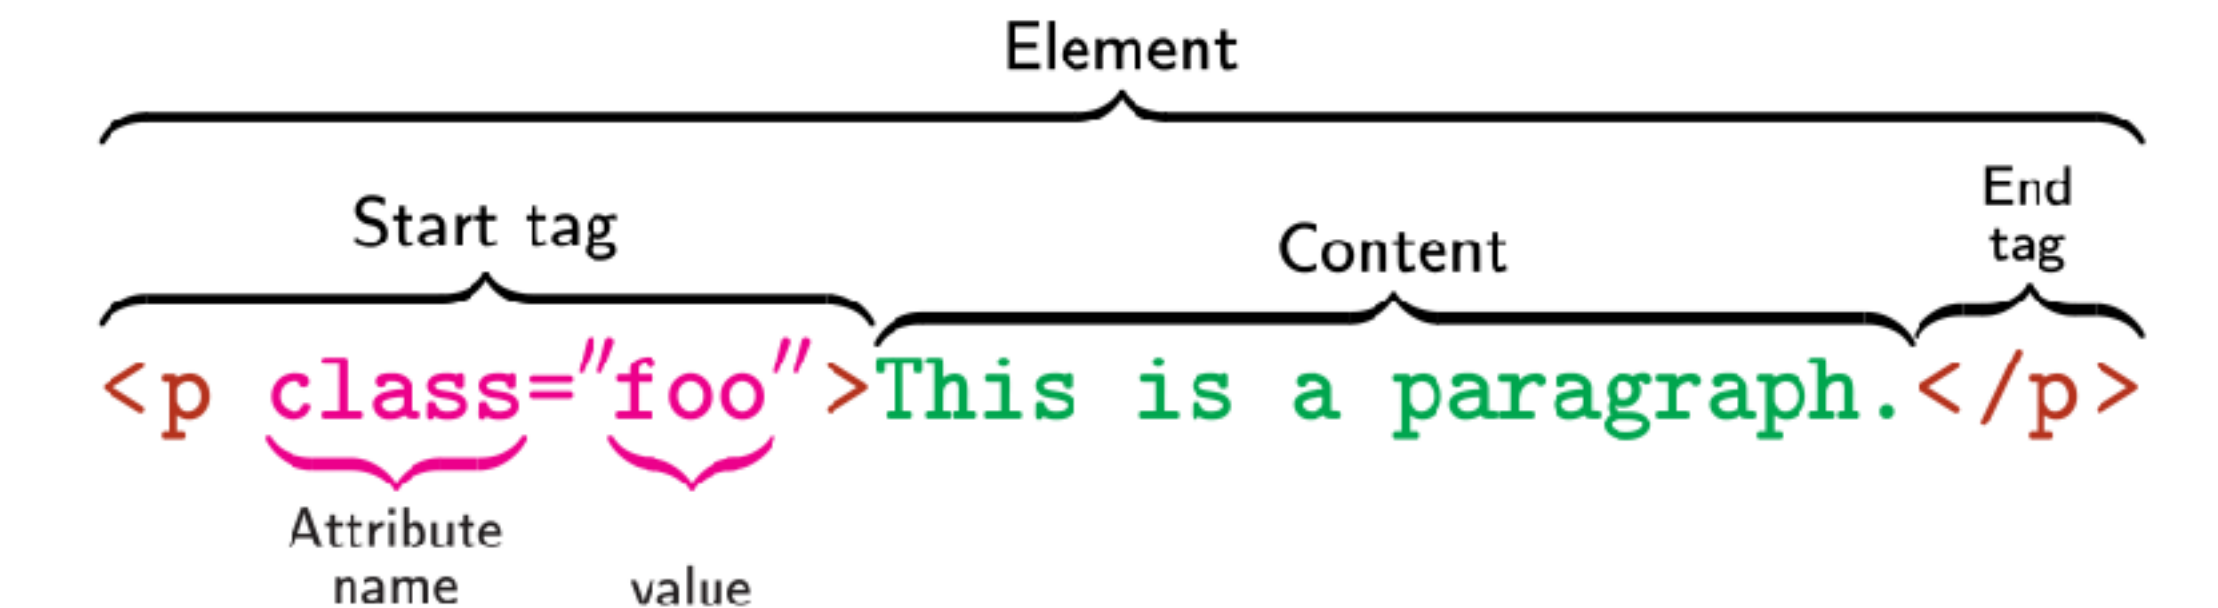 Element
End
tag
Start tag
Content
<p class="foo">This is a paragraph.</p>
Attribute
name
value